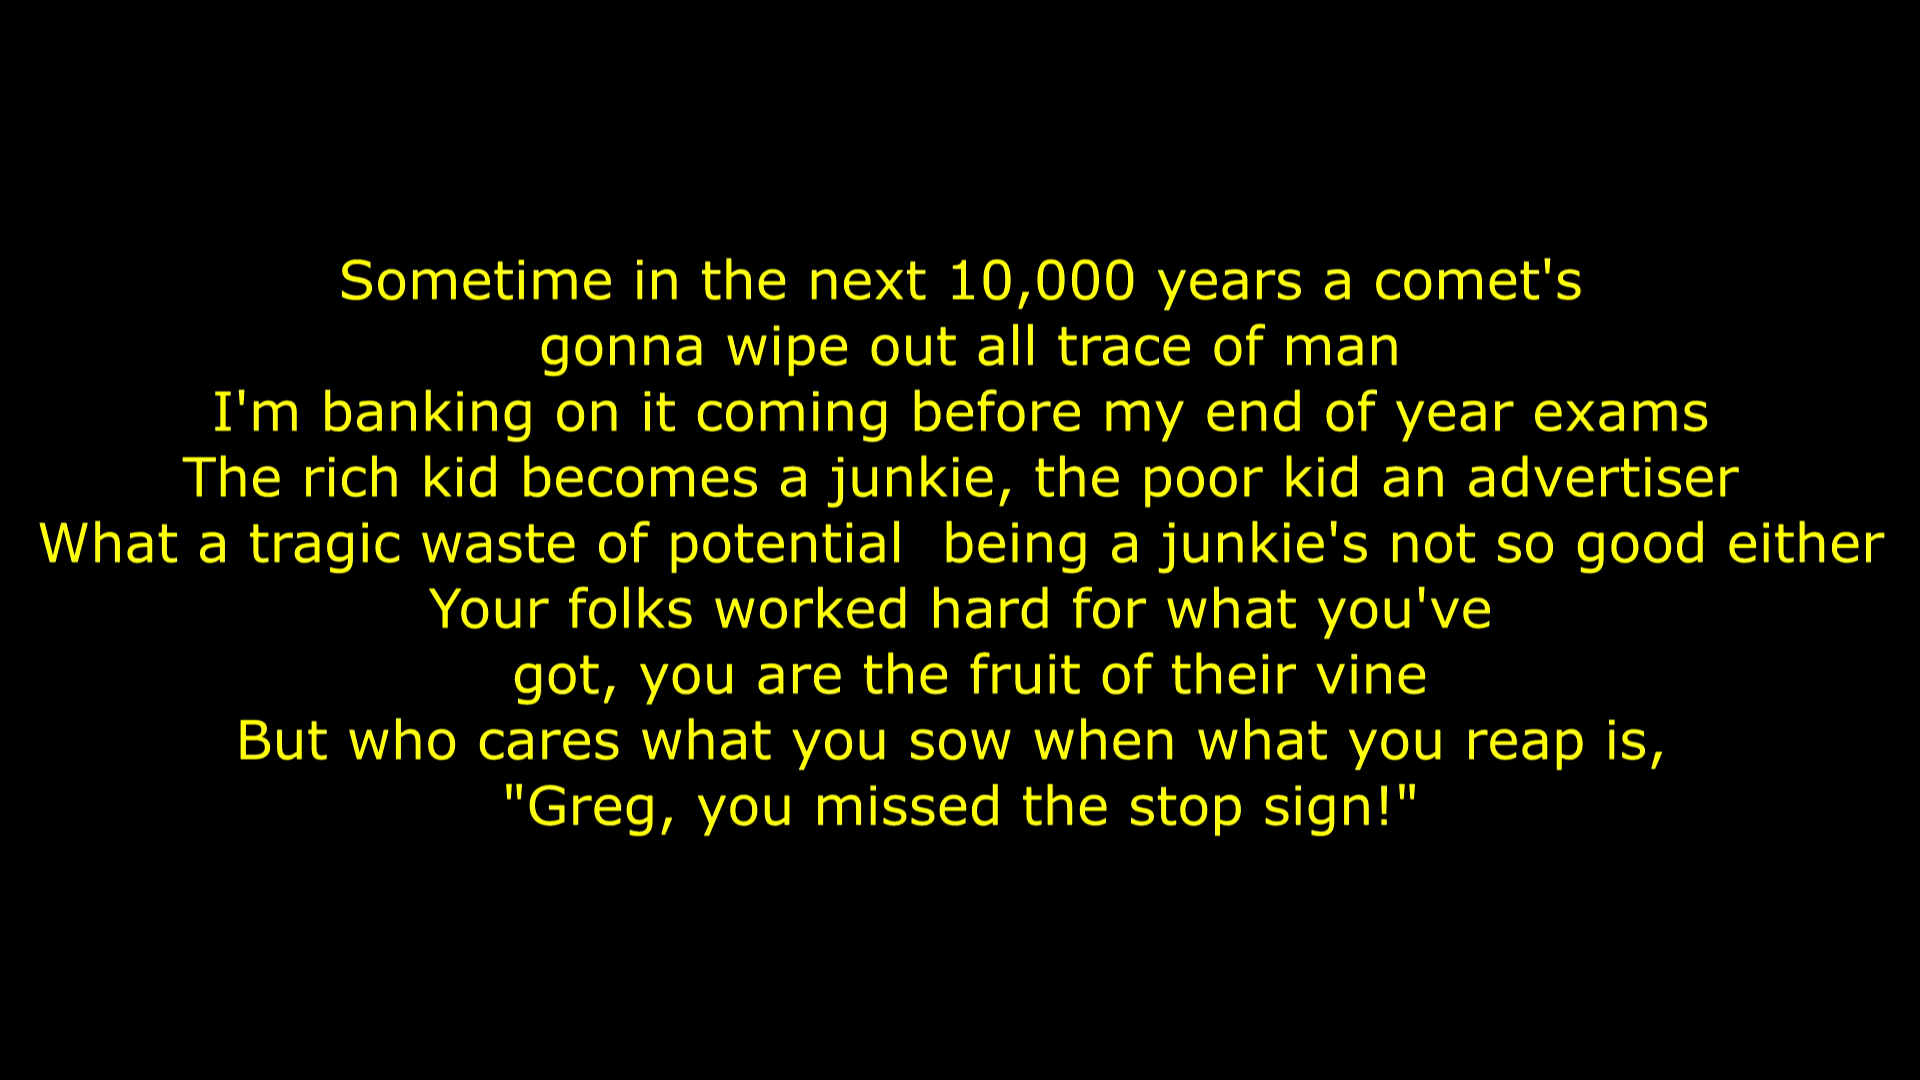 Sometime in the next 10,000 years a comet's
gonna wipe out all trace of man
I'm banking on it coming before my end of year exams
The rich kid becomes a junkie, the poor kid an advertiser
What a tragic waste of potential  being a junkie's not so good either
Your folks worked hard for what you've
got, you are the fruit of their vine
But who cares what you sow when what you reap is,
"Greg, you missed the stop sign!"